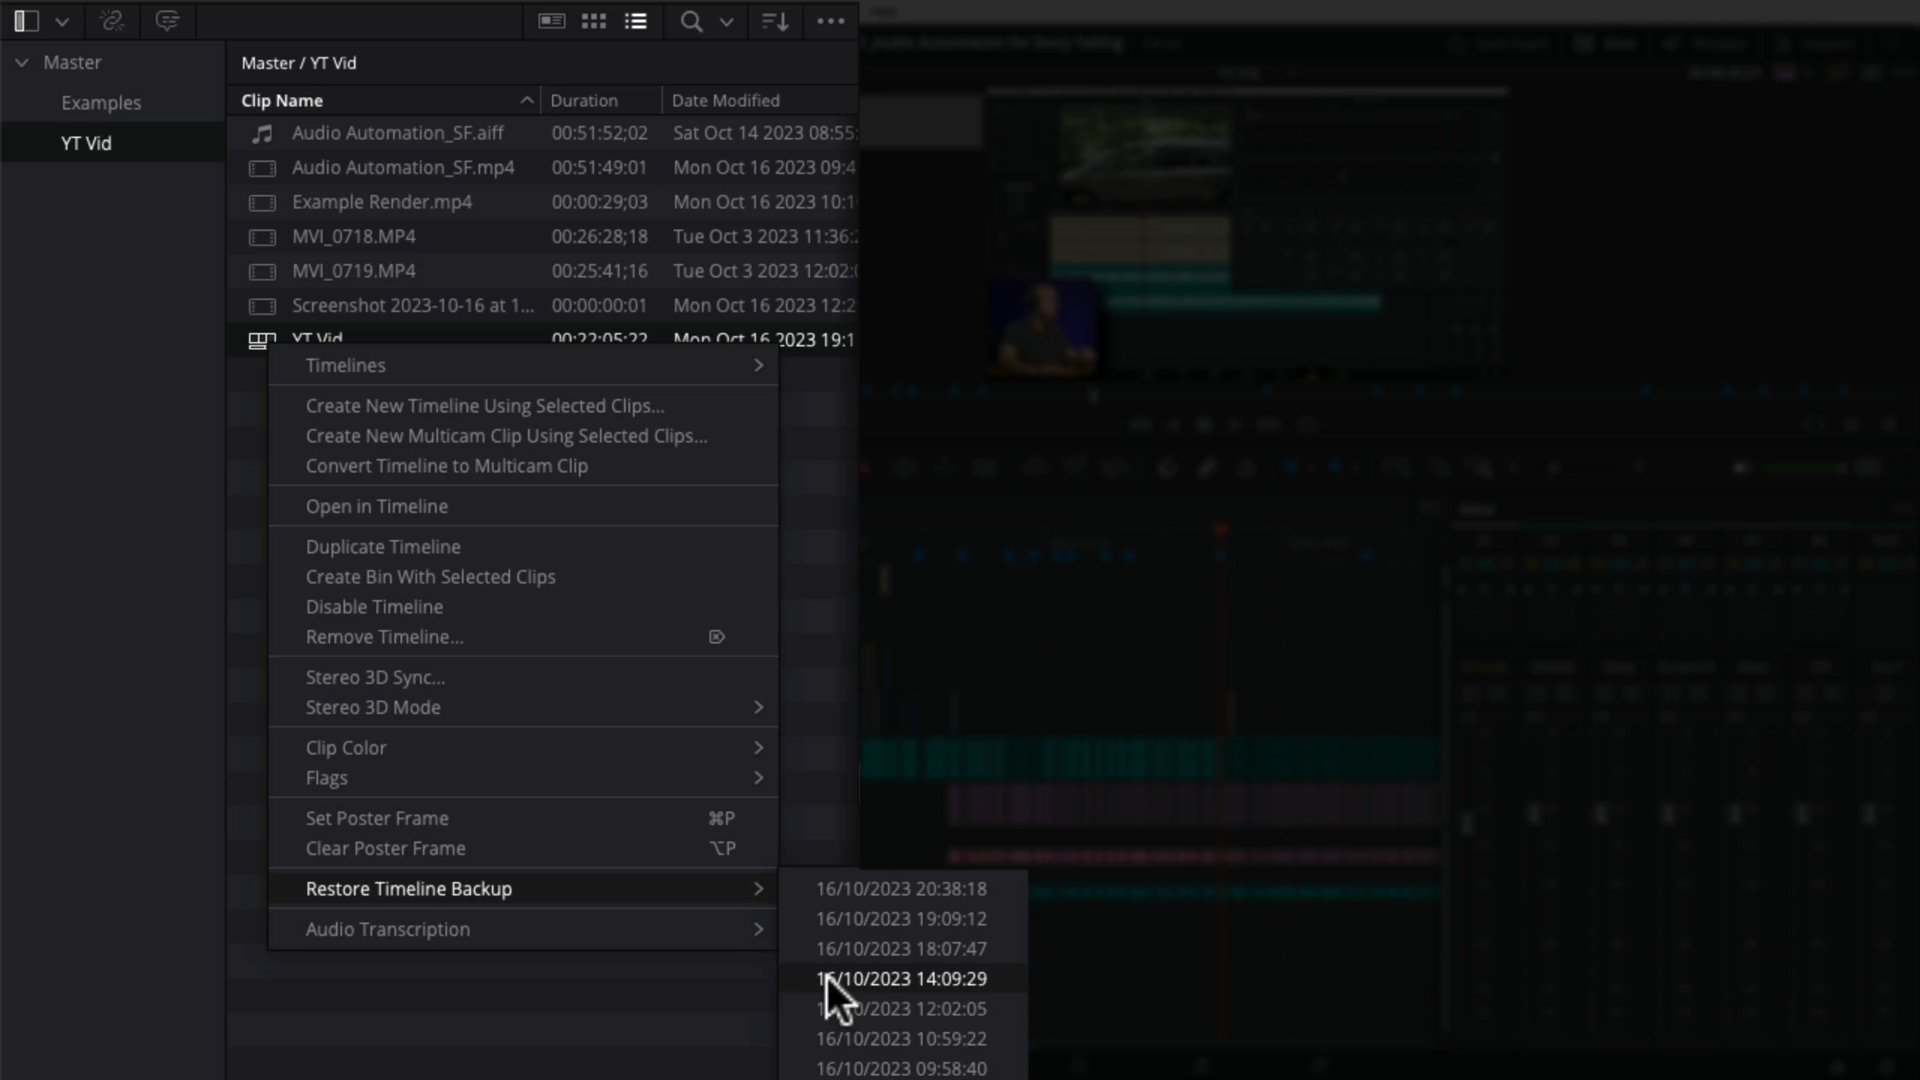 Master
Examples
YT Vid
Master / YT Vid
Clip Name Duration Date Modified
Audio Automation_SF.aiff 00:51:52;02 Sat Oct 14 2023 08:55:
Audio Automation_SF.mp4 00:51:49:01 Mon Oct 16 2023 09:4
Example Render.mp4 00:00:29;03 Mon Oct 16 2023 10:1
MVI_0718.MP4 00:26:28;18 Tue Oct 3 2023 11:36:
MVI_0719.MP4 00:25:41;16 Tue Oct 3 2023 12:02:
Screenshot 2023-10-16 at 1... 00:00:00:01 Mon Oct 16 2023 12:2
YT Vid 00:22:05:22 Mon Oct 16 2023 19:1
Timelines
Create New Timeline Using Selected Clips...
Create New Multicam Clip Using Selected Clips...
Convert Timeline to Multicam Clip
Open in Timeline
Duplicate Timeline
Create Bin With Selected Clips
Disable Timeline
Remove Timeline...
Stereo 3D Sync...
Stereo 3D Mode
Clip Color
Flags
Set Poster Frame ⌘P
Clear Poster Frame ⌥P
Restore Timeline Backup
Audio Transcription
16/10/2023 20:38:18
16/10/2023 19:09:12
16/10/2023 18:07:47
16/10/2023 14:09:29
12:02:05
16/10/2023 10:59:22
16/10/2023 09:58:40